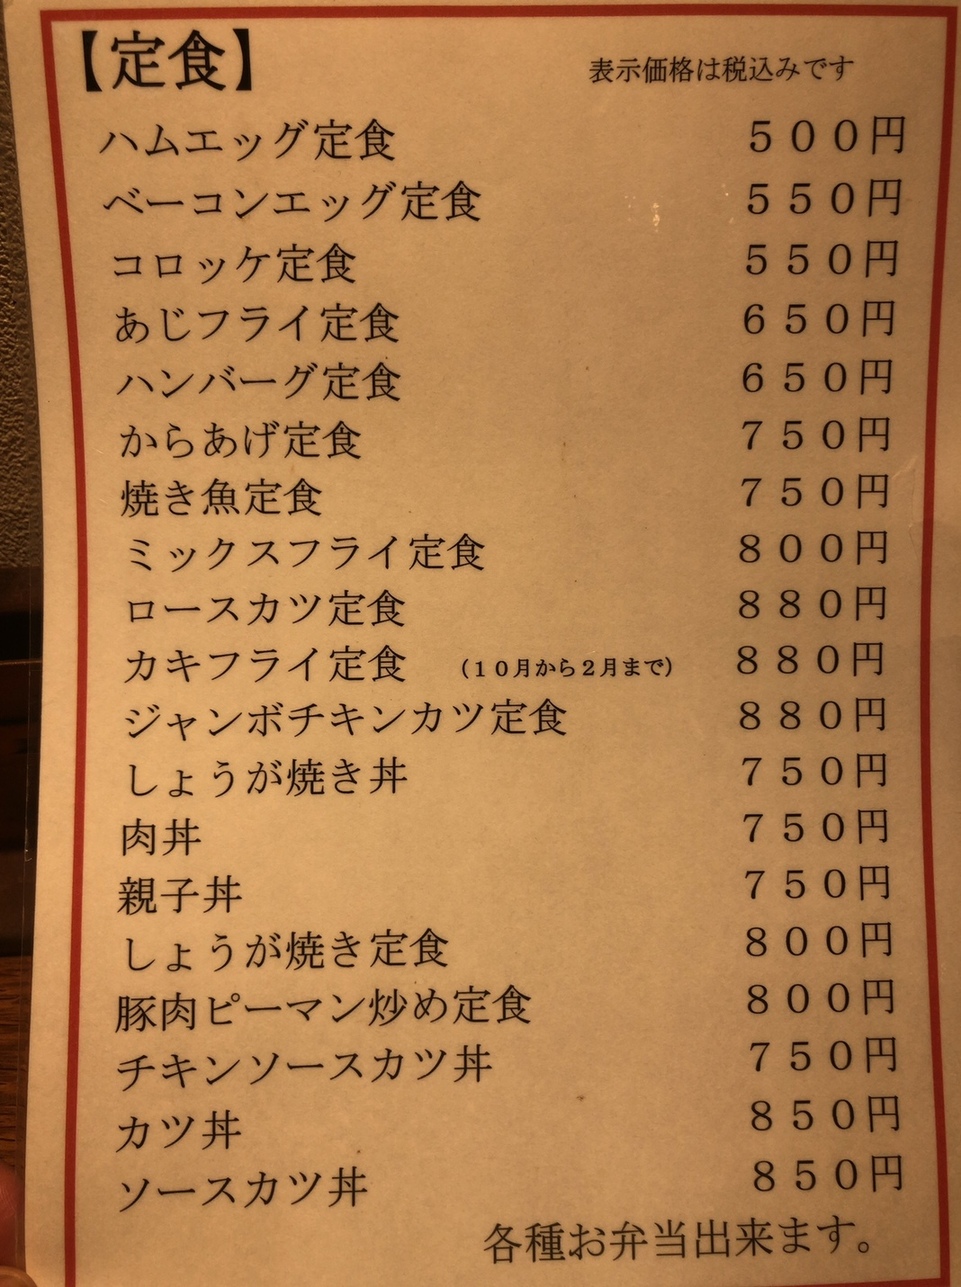 【定食】 表示価格は税込みです
ハムエッグ定食 ５００円
ベーコンエッグ定食 ５５０円
コロッケ定食 ５５０円
あじフライ定食 ６５０円
ハンバーグ定食 ６５０円
からあげ定食 ７５０円
焼き魚定食 ７５０円
ミックスフライ定食 ８００円
ロースカツ定食 ８８０円
カキフライ定食 （１０月から２月まで） ８８０円
ジャンボチキンカツ定食 ８８０円
しょうが焼き丼 ７５０円
肉丼 ７５０円
親子丼 ７５０円
しょうが焼き定食 ８００円
豚肉ピーマン炒め定食 ８００円
チキンソースカツ丼 ７５０円
カツ丼 ８５０円
ソースカツ丼 ８５０円
各種お弁当出来ます。